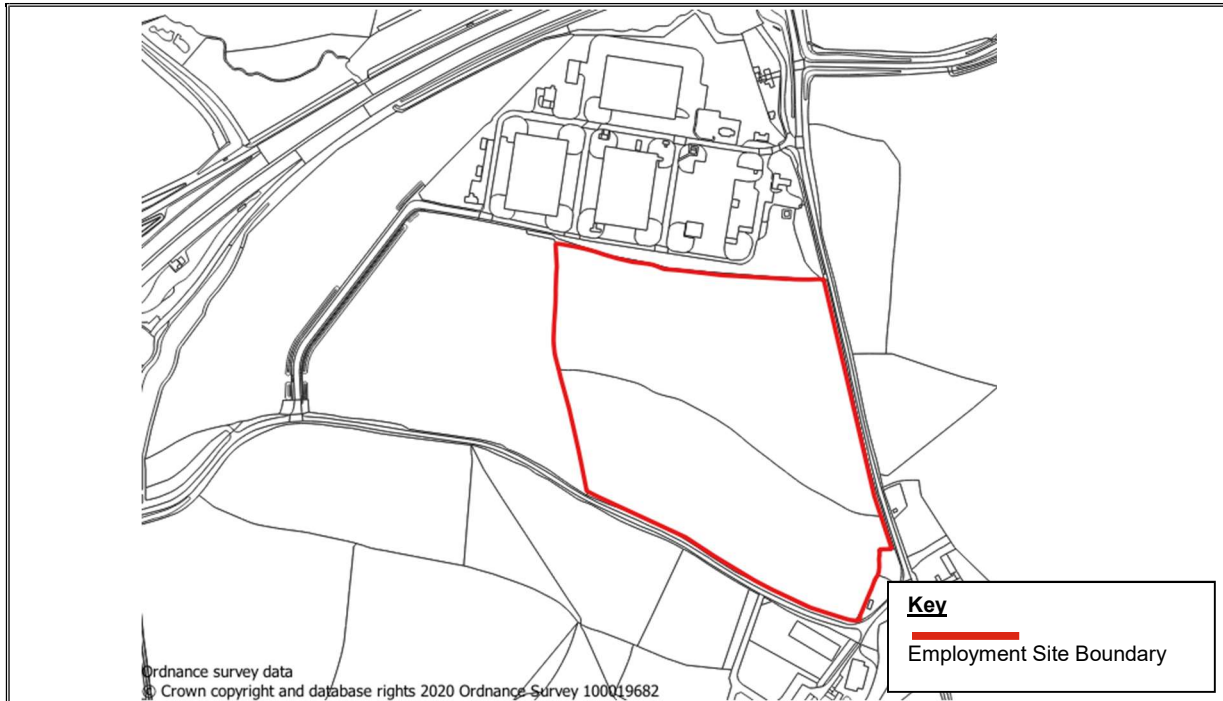 Key
Employment Site Boundary
Ordnance survey data
© Crown copyright and database rights 2020 Ordnance Survey 100019682